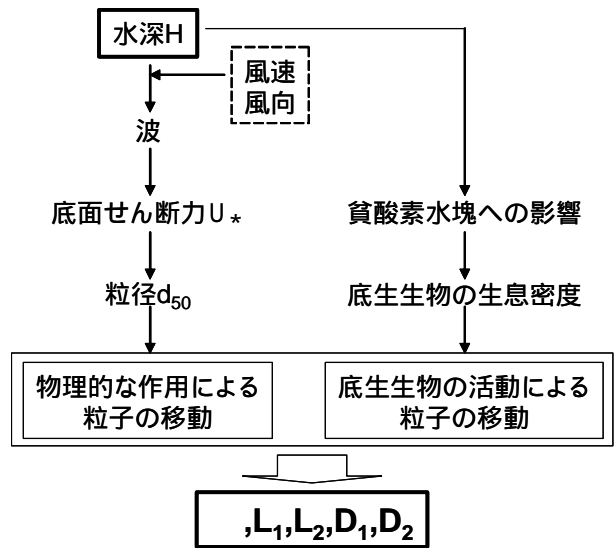 水深H
風速
風向
波
底面せん断力U*
貧酸素水塊への影響
粒径d50
底生生物の生息密度
物理的な作用による
粒子の移動
底生生物の活動による
粒子の移動
,L1,L2,D1,D2